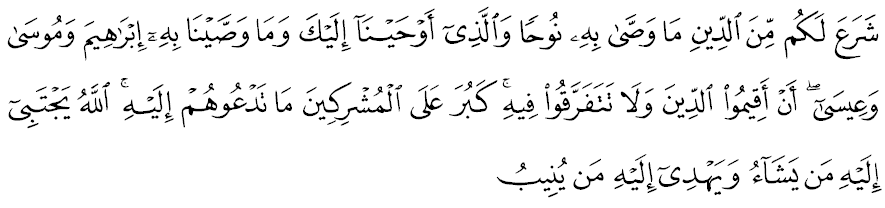 شَرَعَ لَكُم مِّنَ ٱلدِّينِ مَا وَصَّىٰ بِهِۦ نُوحًا وَٱلَّذِىٓ أَوْحَيْنَآ إِلَيْكَ وَمَا وَصَّيْنَا بِهِۦٓ إِبْرَٰهِيمَ وَمُوسَىٰ
وَعِيسَىٰٓ ۖ أَنْ أَقِيمُوا۟ ٱلدِّينَ وَلَا تَتَفَرَّقُوا۟ فِيهِ ۚ كَبُرَ عَلَى ٱلْمُشْرِكِينَ مَا تَدْعُوهُمْ إِلَيْهِ ۚ ٱللَّهُ يَجْتَبِىٓ
إِلَيْهِ مَن يَشَآءُ وَيَهْدِىٓ إِلَيْهِ مَن يُنِيبُ